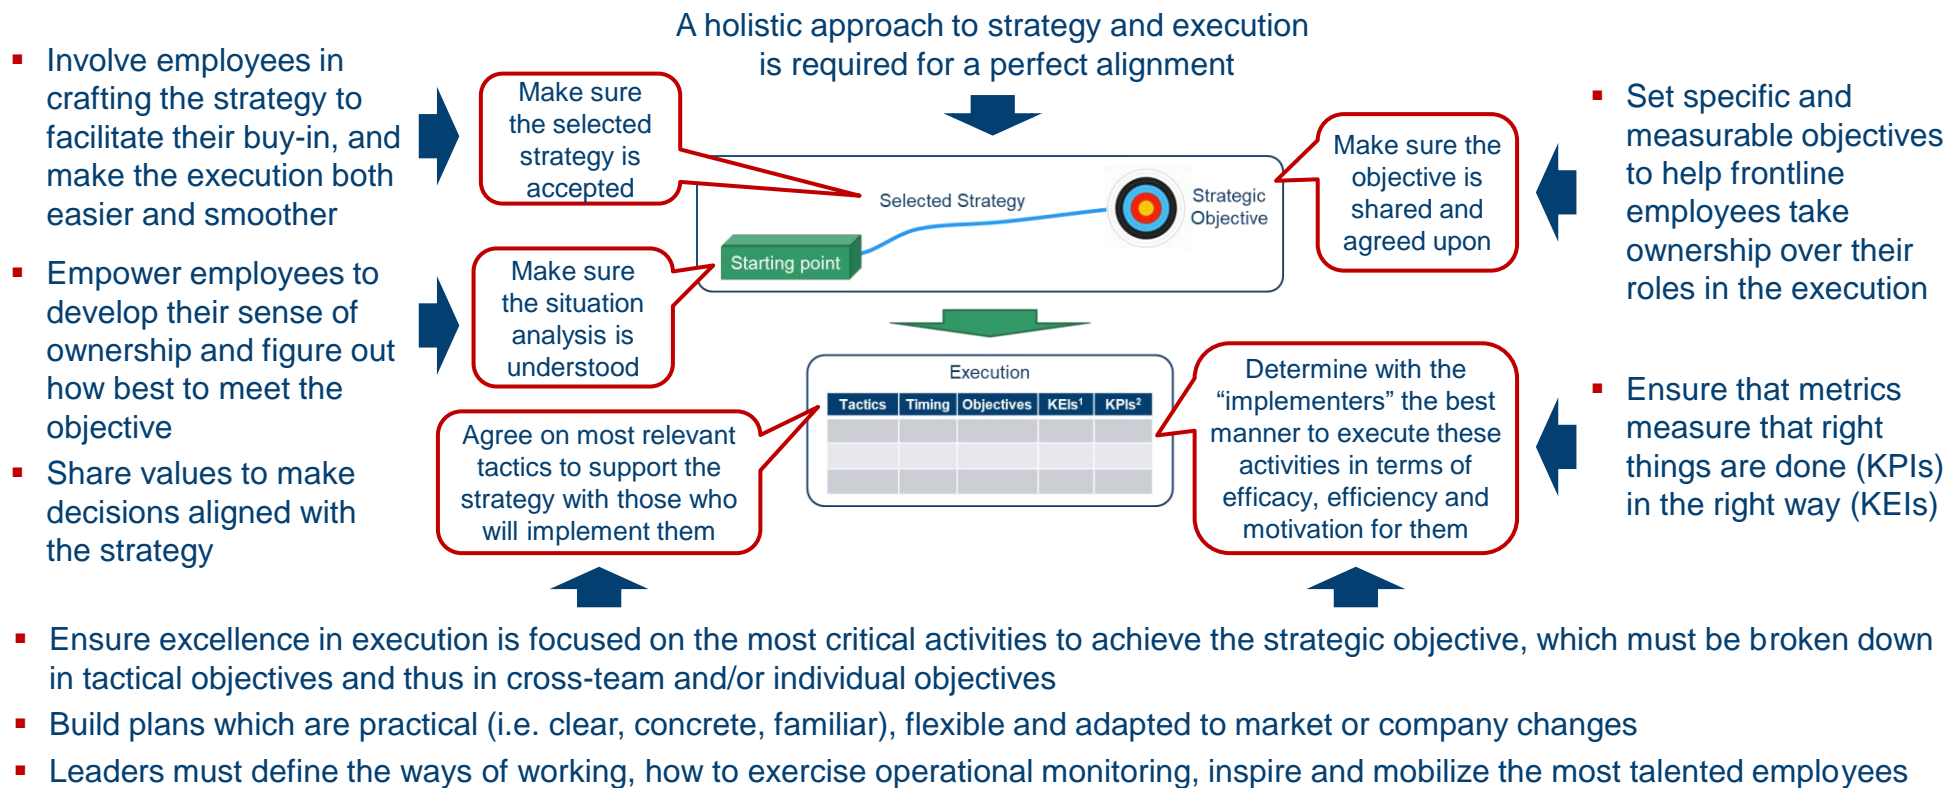 A holistic approach to strategy and execution
is required for a perfect alignment
▪ Involve employees in
crafting the strategy to
facilitate their buy-in, and
make the execution both
easier and smoother
▪ Empower employees to
develop their sense of
ownership and figure out
how best to meet the
objective
▪ Share values to make
decisions aligned with
the strategy
Make sure
the selected
strategy is
accepted
Make sure
the situation
analysis is
understood
Agree on most relevant
tactics to support the
strategy with those who
will implement them
Selected Strategy
Starting point
Strategic
Objective
Execution
Tactics Timing Objectives KEIs¹ KPIs²
Make sure the
objective is
shared and
agreed upon
Determine with the
“implementers” the best
manner to execute these
activities in terms of
efficacy, efficiency and
motivation for them
▪ Set specific and
measurable objectives
to help frontline
employees take
ownership over their
roles in the execution
▪ Ensure that metrics
measure that right
things are done (KPIs)
in the right way (KEIs)
▪ Ensure excellence in execution is focused on the most critical activities to achieve the strategic objective, which must be broken down
in tactical objectives and thus in cross-team and/or individual objectives
▪ Build plans which are practical (i.e. clear, concrete, familiar), flexible and adapted to market or company changes
▪ Leaders must define the ways of working, how to exercise operational monitoring, inspire and mobilize the most talented employees